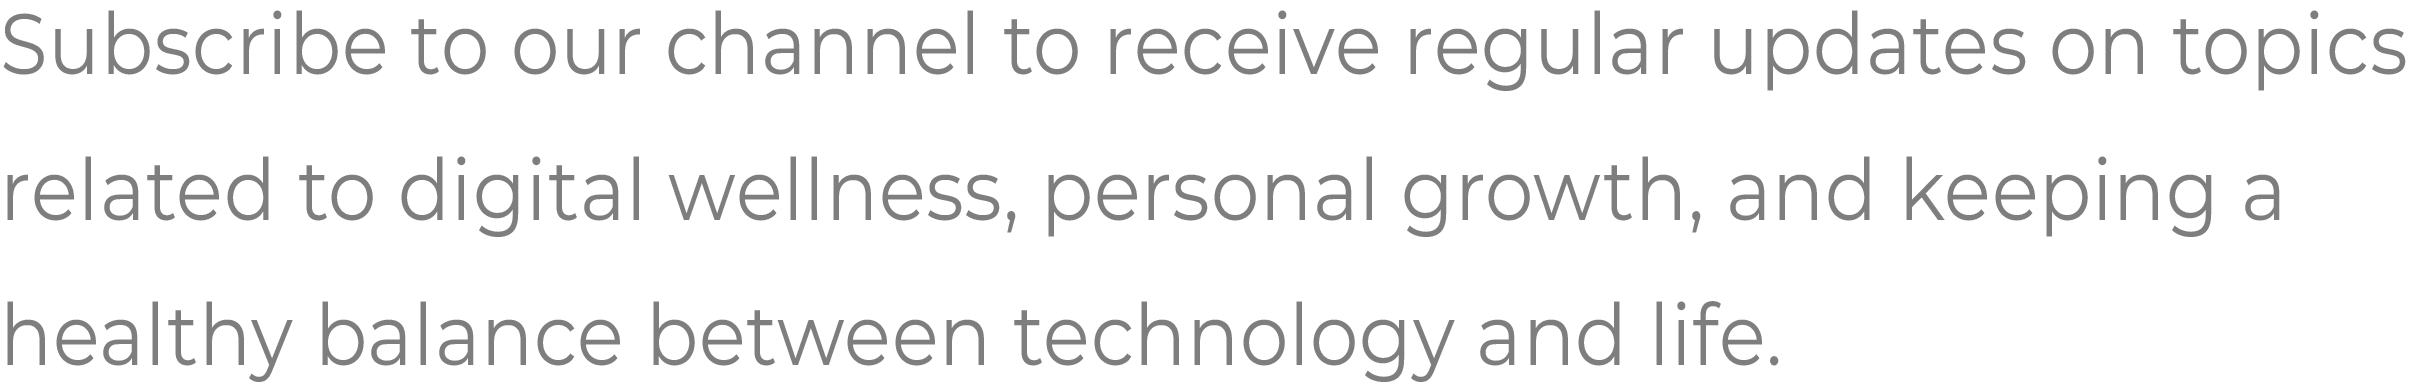 Subscribe to our channel to receive regular updates on topics
related to digital wellness, personal growth, and keeping a
healthy balance between technology and life.